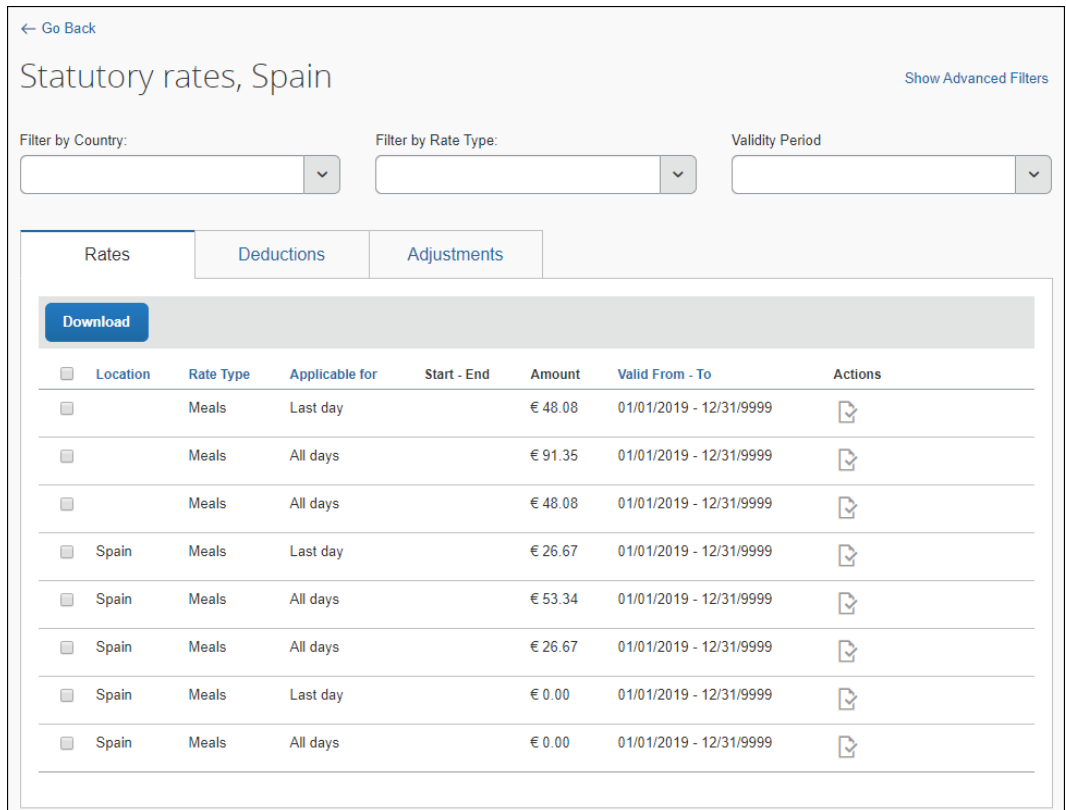 ← Go Back
Statutory rates, Spain
Show Advanced Filters
Filter by Country: Filter by Rate Type: Validity Period
Rates Deductions Adjustments
Download
Location Rate Type Applicable for Start - End Amount Valid From - To Actions
Meals Last day € 48.08 01/01/2019 - 12/31/9999
Meals All days € 91.35 01/01/2019 - 12/31/9999
Meals All days € 48.08 01/01/2019 - 12/31/9999
Spain Meals Last day € 26.67 01/01/2019 - 12/31/9999
Spain Meals All days € 53.34 01/01/2019 - 12/31/9999
Spain Meals All days € 26.67 01/01/2019 - 12/31/9999
Spain Meals Last day € 0.00 01/01/2019 - 12/31/9999
Spain Meals All days € 0.00 01/01/2019 - 12/31/9999